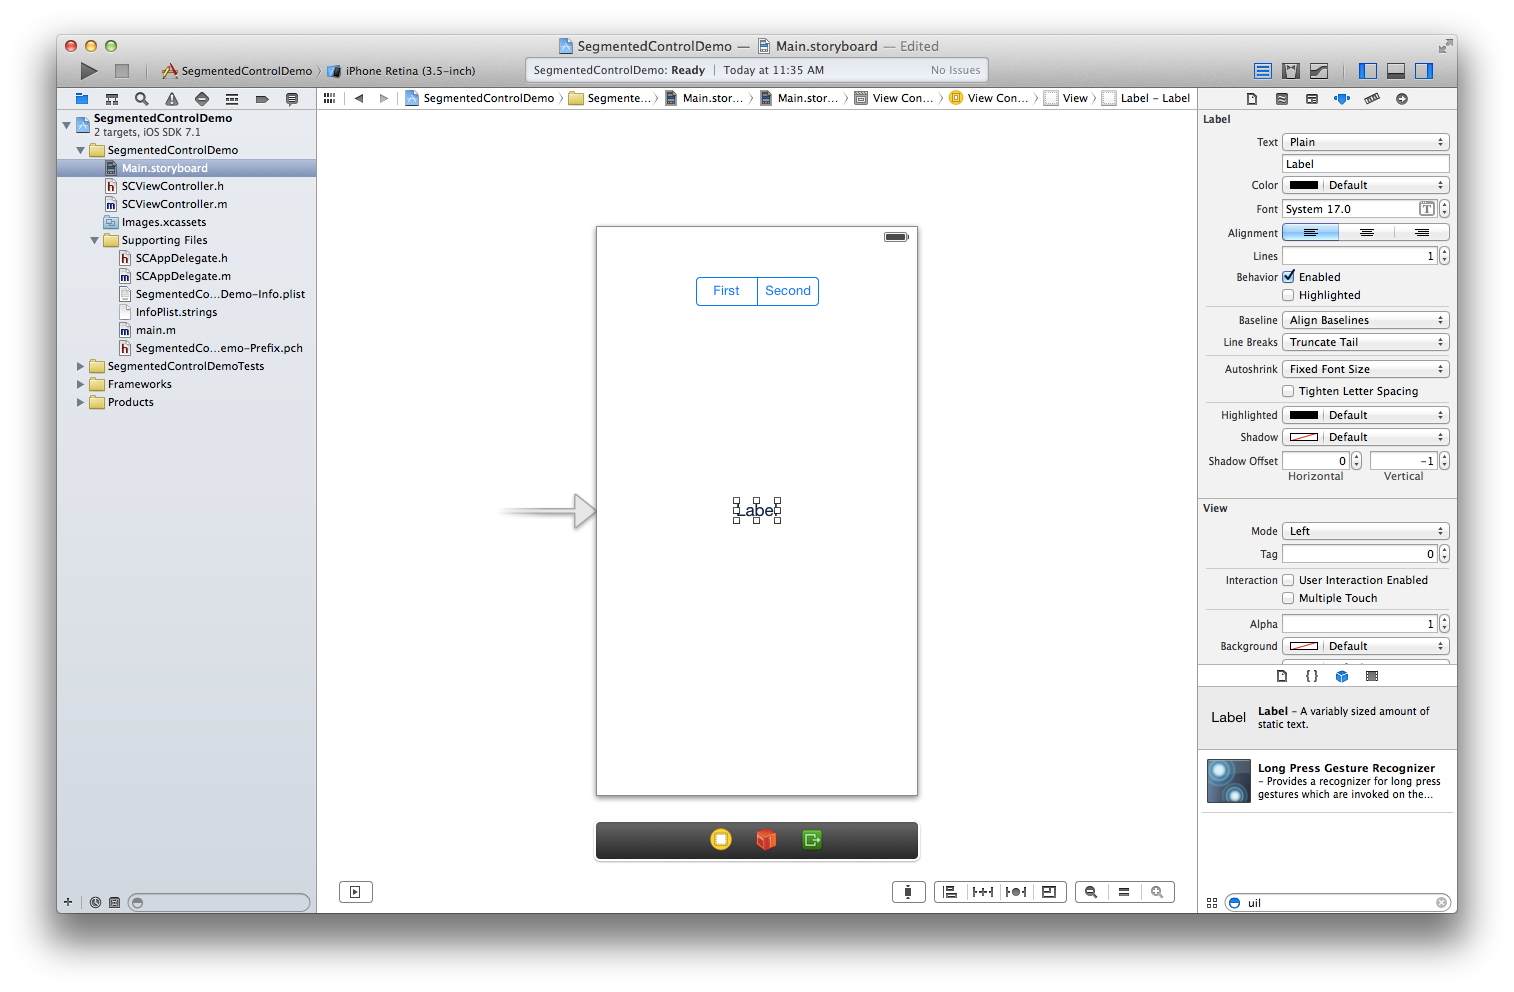 SegmentedControlDemo — Main.storyboard — Edited
SegmentedControlDemo › iPhone Retina (3.5-inch)
SegmentedControlDemo: Ready | Today at 11:35 AM
No Issues
SegmentedControlDemo › Segmente... › Main.stor... › Main.stor... › View Con... › View Con... › View › Label – Label
SegmentedControlDemo
2 targets, iOS SDK 7.1
SegmentedControlDemo
Main.storyboard
SCViewController.h
SCViewController.m
Images.xcassets
Supporting Files
SCAppDelegate.h
SCAppDelegate.m
SegmentedCo...Demo-Info.plist
InfoPlist.strings
main.m
SegmentedCo...emo-Prefix.pch
SegmentedControlDemoTests
Frameworks
Products
First Second
Label
Label
Text Plain
Label
Color Default
Font System 17.0 T
Alignment
Lines 1
Behavior Enabled
Highlighted
Baseline Align Baselines
Line Breaks Truncate Tail
Autoshrink Fixed Font Size
Tighten Letter Spacing
Highlighted Default
Shadow Default
Shadow Offset 0 -1
Horizontal Vertical
View
Mode Left
Tag 0
Interaction User Interaction Enabled
Multiple Touch
Alpha 1
Background Default
{ }
Label
Label – A variably sized amount of
static text.
Long Press Gesture Recognizer
– Provides a recognizer for long press
gestures which are invoked on the...
uil